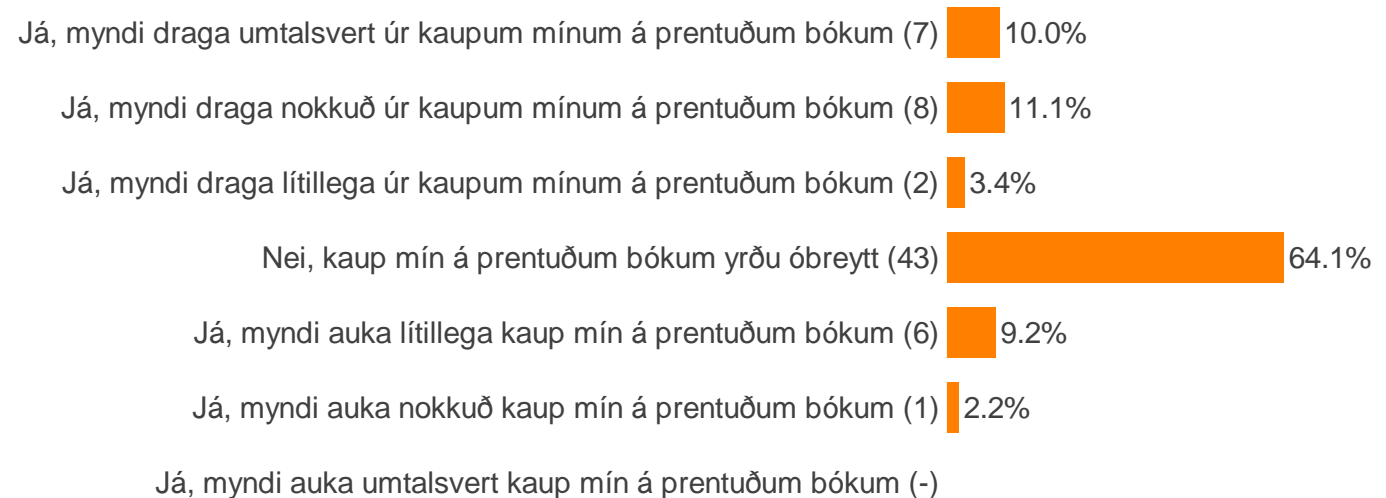 Já, myndi draga umtalsvert úr kaupum mínum á prentuðum bókum (7) 10.0%
Já, myndi draga nokkuð úr kaupum mínum á prentuðum bókum (8) 11.1%
Já, myndi draga lítillega úr kaupum mínum á prentuðum bókum (2) 3.4%
Nei, kaup mín á prentuðum bókum yrðu óbreytt (43) 64.1%
Já, myndi auka lítillega kaup mín á prentuðum bókum (6) 9.2%
Já, myndi auka nokkuð kaup mín á prentuðum bókum (1) 2.2%
Já, myndi auka umtalsvert kaup mín á prentuðum bókum (-)